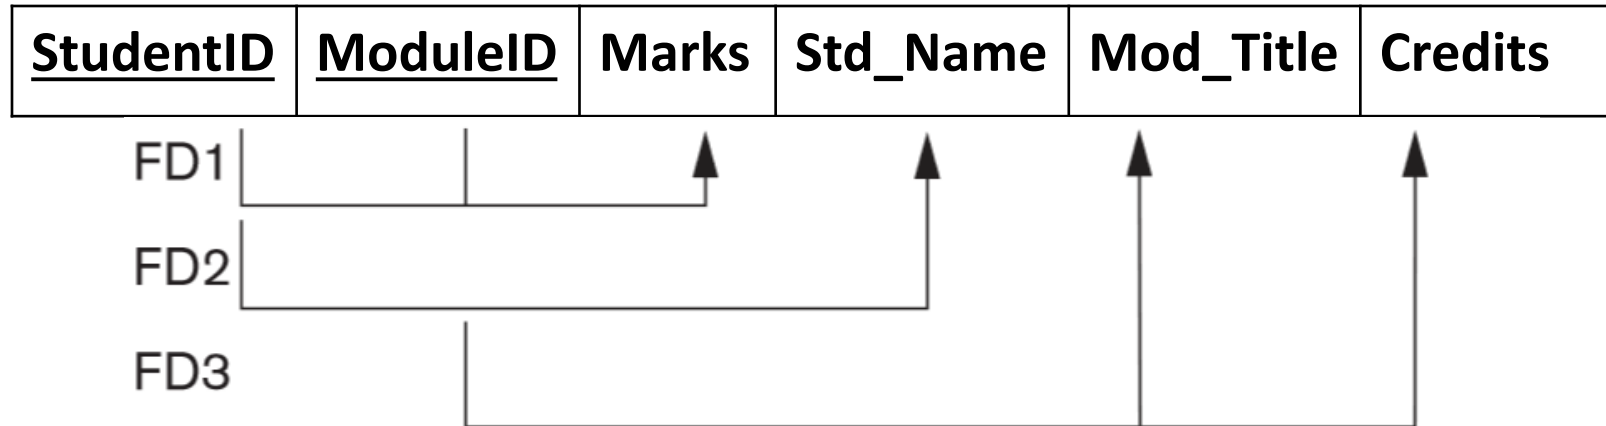 StudentID ModuleID Marks Std_Name Mod_Title Credits
FD1
FD2
FD3